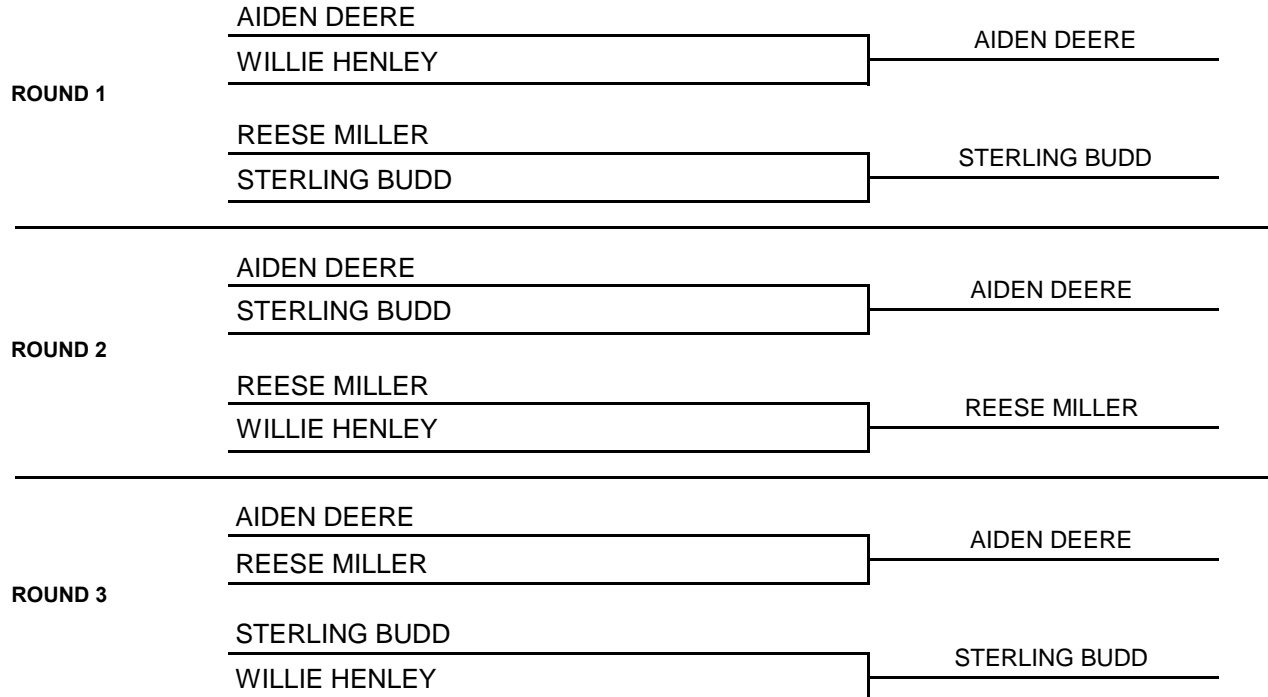 AIDEN DEERE
AIDEN DEERE
WILLIE HENLEY
ROUND 1
REESE MILLER
STERLING BUDD
STERLING BUDD
AIDEN DEERE
AIDEN DEERE
STERLING BUDD
ROUND 2
REESE MILLER
REESE MILLER
WILLIE HENLEY
AIDEN DEERE
AIDEN DEERE
REESE MILLER
ROUND 3
STERLING BUDD
STERLING BUDD
WILLIE HENLEY